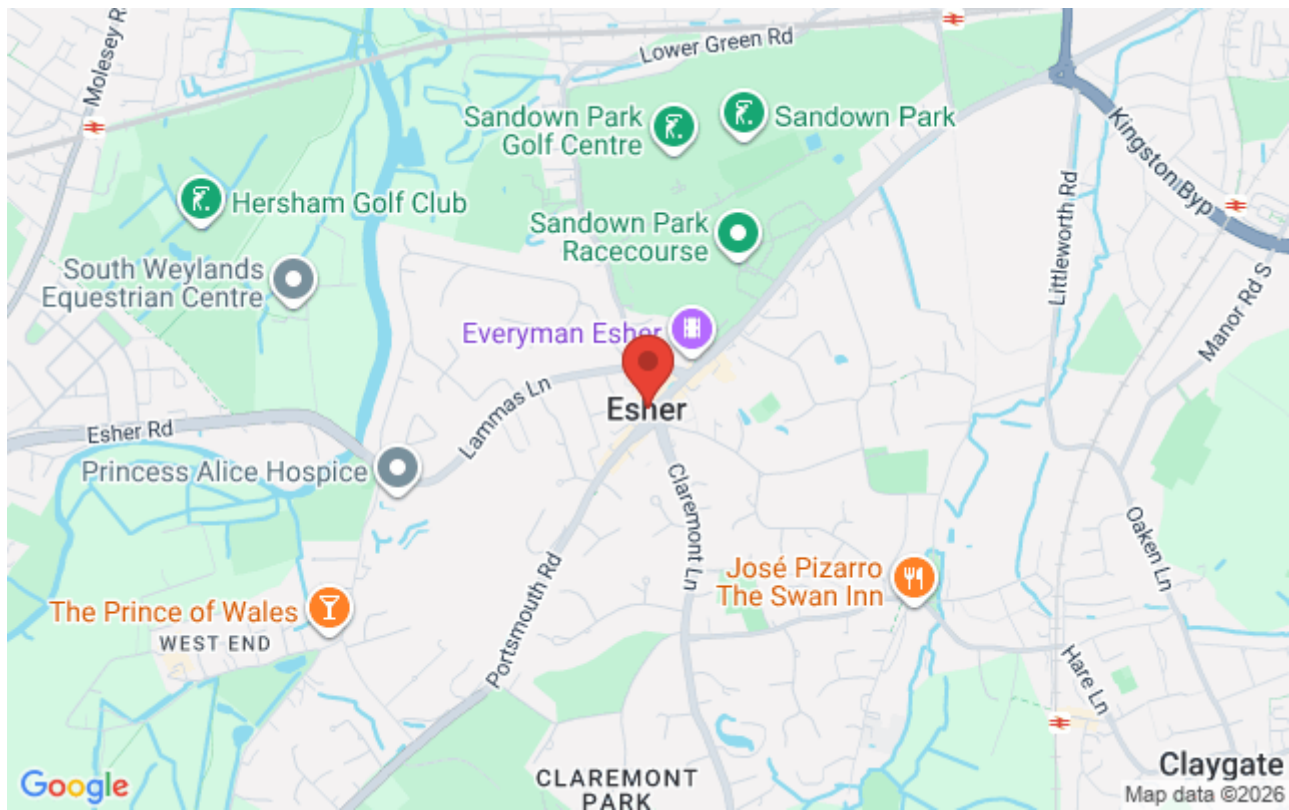 Lower Green Rd
Molesey R
Sandown Park
Golf Centre
Sandown Park
Kingston Byp
Hersham Golf Club
Sandown Park
Racecourse
Littleworth Rd
South Weylands
Equestrian Centre
Manor Rd S
Everyman Esher
Lammas Ln
Esher
Esher Rd
Princess Alice Hospice
Claremont Ln
Oaken Ln
José Pizarro
The Swan Inn
The Prince of Wales
WEST END
Portsmouth Rd
Hare Ln
CLAREMONT
PARK
Claygate
Google
Map data ©2026